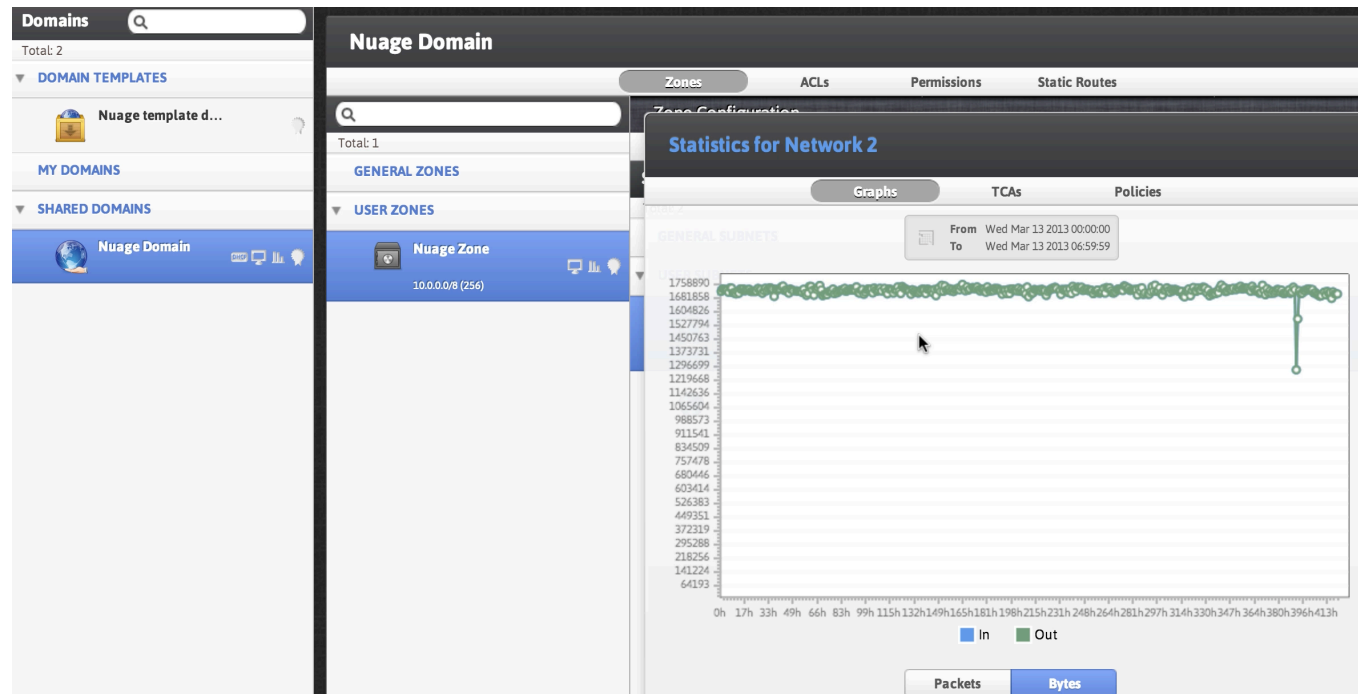 Domains
Total: 2
DOMAIN TEMPLATES
Nuage template d...
MY DOMAINS
SHARED DOMAINS
Nuage Domain
Nuage Domain
Zones
ACLs
Permissions
Static Routes
Total: 1
GENERAL ZONES
USER ZONES
Nuage Zone
10.0.0.0/8 (256)
Zone Configuration
Statistics for Network 2
Graphs
TCAs
Policies
GENERAL SUBNETS
From Wed Mar 13 2013 00:00:00
To Wed Mar 13 2013 06:59:59
1758890
1681858
1604826
1527794
1450763
1373731
1296699
1219668
1142636
1065604
988573
911541
834509
757478
680446
603414
526383
449351
372319
295288
218256
141224
64193
0h 17h 33h 49h 66h 83h 99h 115h 132h 149h 165h 181h 198h 215h 231h 248h 264h 281h 297h 314h 330h 347h 364h 380h 396h 413h
In Out
Packets
Bytes